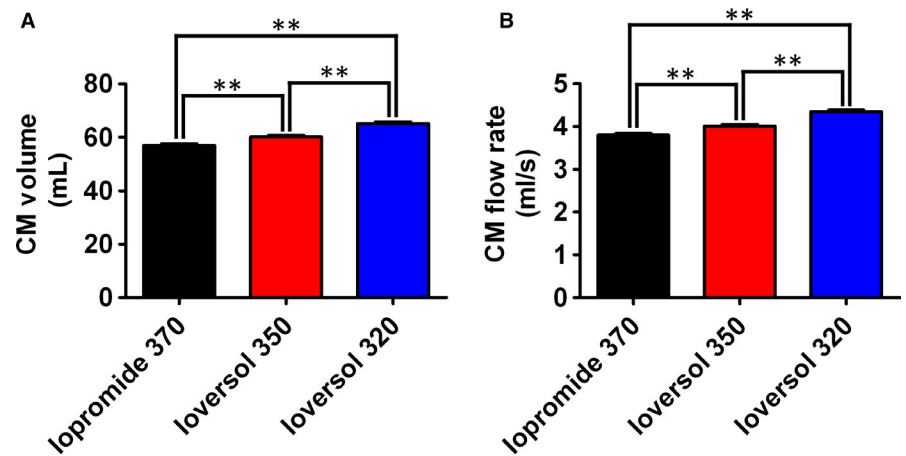 A
**
**
**
80
60
40
20
0
CM volume
(mL)
Iopromide 370
Ioversol 350
Ioversol 320
B
**
**
**
5
4
3
2
1
0
CM flow rate
(ml/s)
Iopromide 370
Ioversol 350
Ioversol 320